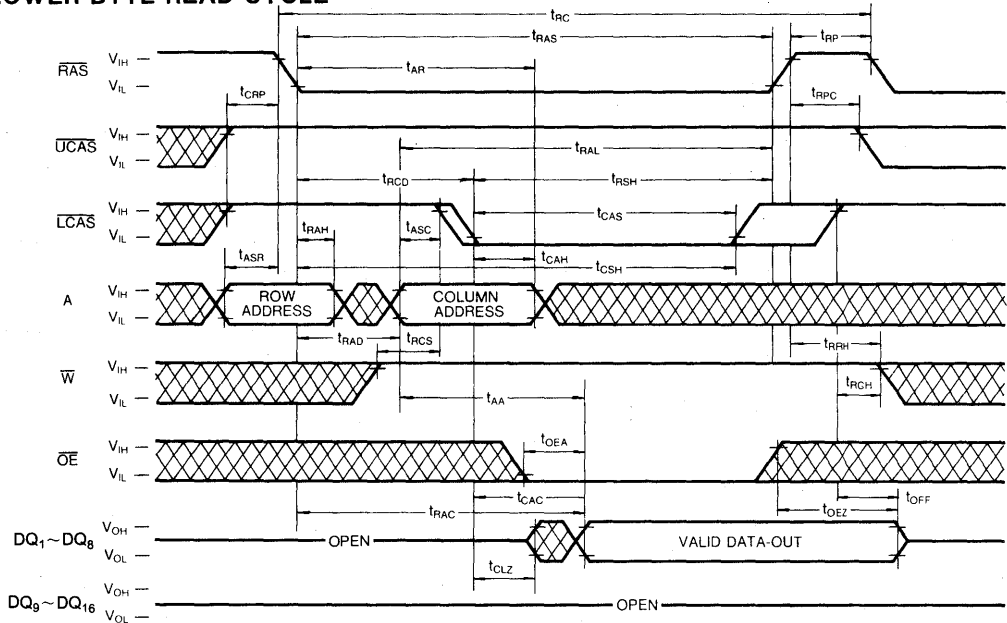 LOWER BYTE READ CYCLE
tRC
tRAS
tRP
tAR
RAS
VIH
VIL
tCRP
tRPC
UCAS
VIH
VIL
tRAL
tRCD
tRSH
LCAS
VIH
VIL
tCAS
tRAH
tASC
tCAH
tASR
tCSH
A
VIH
VIL
ROW
ADDRESS
COLUMN
ADDRESS
tRAD
tRCS
tRRH
W
VIH
VIL
tRCH
tAA
OE
VIH
VIL
tOEA
tCAC
tOFF
tRAC
tOEZ
DQ1~DQ8
VOH
VOL
OPEN
VALID DATA-OUT
tCLZ
DQ9~DQ16
VOH
VOL
OPEN